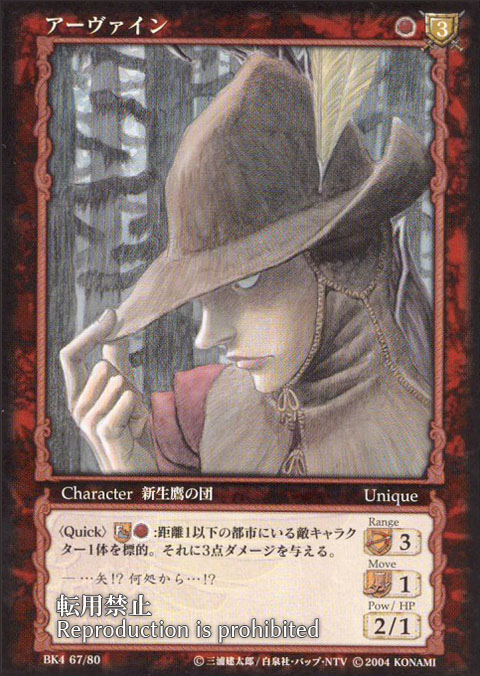 アーヴァイン
3
Character 新生鷹の団
Unique
〈Quick〉 :距離1以下の都市にいる敵キャラク
ター1体を標的。それに3点ダメージを与える。
―…矢!? 何処から…!?
Range
3
Move
1
Pow/ HP
2/1
転用禁止
Reproduction is prohibited
BK4 67/80
©三浦建太郎/白泉社・バップ・NTV ©2004 KONAMI